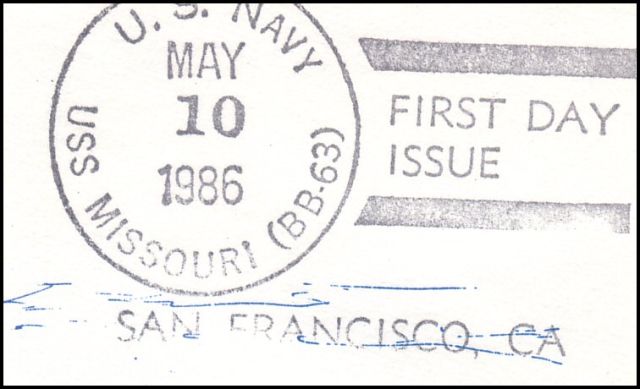 U.S. NAVY
MAY
10
1986
USS MISSOURI (BB-63)
FIRST DAY
ISSUE
SAN FRANCISCO, CA